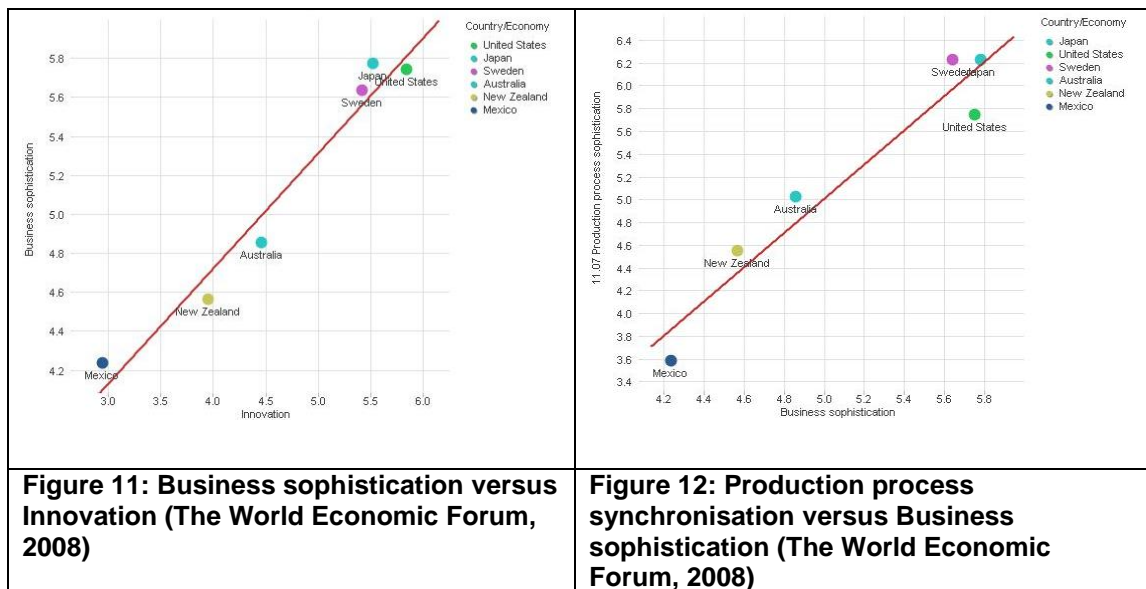 Country/Economy
United States
Japan
Sweden
Australia
New Zealand
Mexico
Business sophistication
5.8
5.6
5.4
5.2
5.0
4.8
4.6
4.4
4.2
Japan
United States
Sweden
Australia
New Zealand
Mexico
3.0 3.5 4.0 4.5 5.0 5.5 6.0
Innovation
Country/Economy
Japan
United States
Sweden
Australia
New Zealand
Mexico
11.07 Production process sophistication
6.4
6.2
6.0
5.8
5.6
5.4
5.2
5.0
4.8
4.6
4.4
4.2
4.0
3.8
3.6
3.4
Sweden
Japan
United States
Australia
New Zealand
Mexico
4.2 4.4 4.6 4.8 5.0 5.2 5.4 5.6 5.8
Business sophistication
Figure 11: Business sophistication versus
Innovation (The World Economic Forum,
2008)
Figure 12: Production process
synchronisation versus Business
sophistication (The World Economic
Forum, 2008)